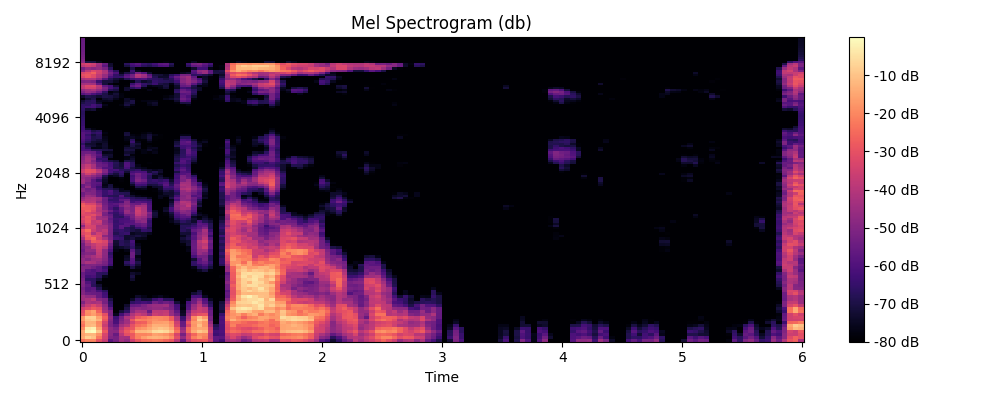 Mel Spectrogram (db)
8192
4096
2048
1024
512
0
Hz
0 1 2 3 4 5 6
Time
-10 dB
-20 dB
-30 dB
-40 dB
-50 dB
-60 dB
-70 dB
-80 dB